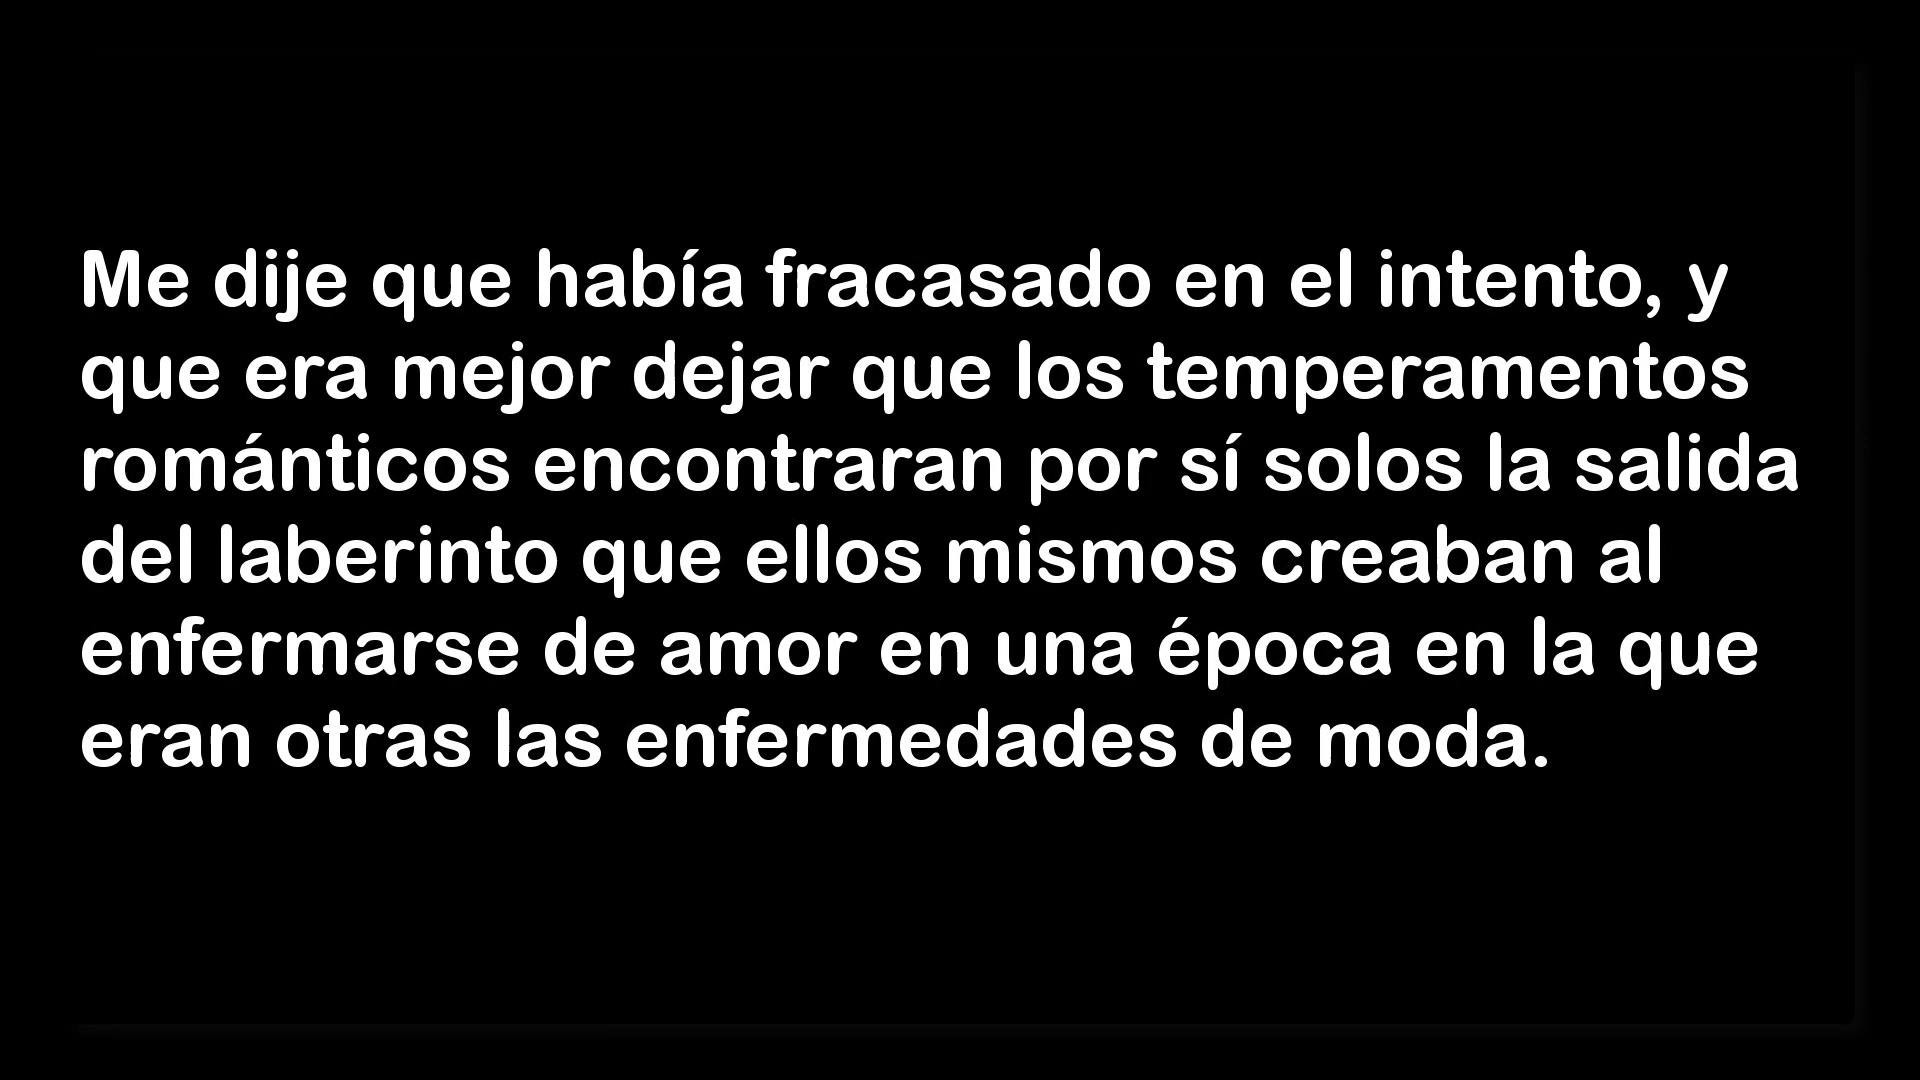 Me dije que había fracasado en el intento, y
que era mejor dejar que los temperamentos
románticos encontraran por sí solos la salida
del laberinto que ellos mismos creaban al
enfermarse de amor en una época en la que
eran otras las enfermedades de moda.